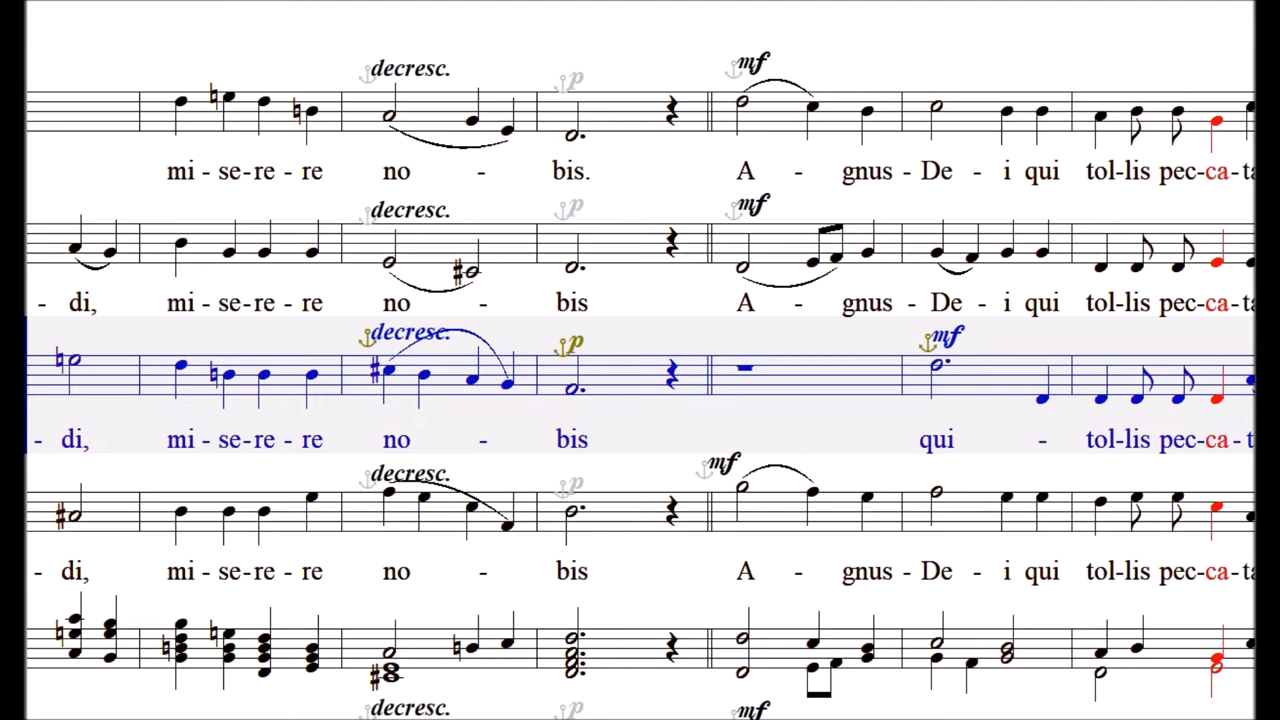 decresc. p mf
mi - se-re - re no - bis. A - gnus - De - i qui tol-lis pec-ca-ta
decresc. p mf
- di, mi - se-re - re no - bis A - gnus - De - i qui tol-lis pec-ca-ta
decresc. p mf
- di, mi - se-re - re no - bis qui - tol-lis pec-ca-t
decresc. p mf
- di, mi - se-re - re no - bis A - gnus - De - i qui tol-lis pec-ca-ta
decresc. p mf